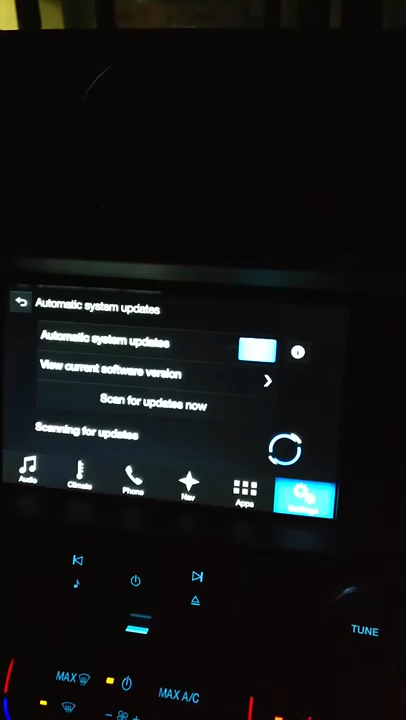 Automatic system updates
Automatic system updates
View current software version
Scan for updates now
Scanning for updates
Audio
Climate
Phone
Nav
Apps
Settings
TUNE
MAX
MAX A/C